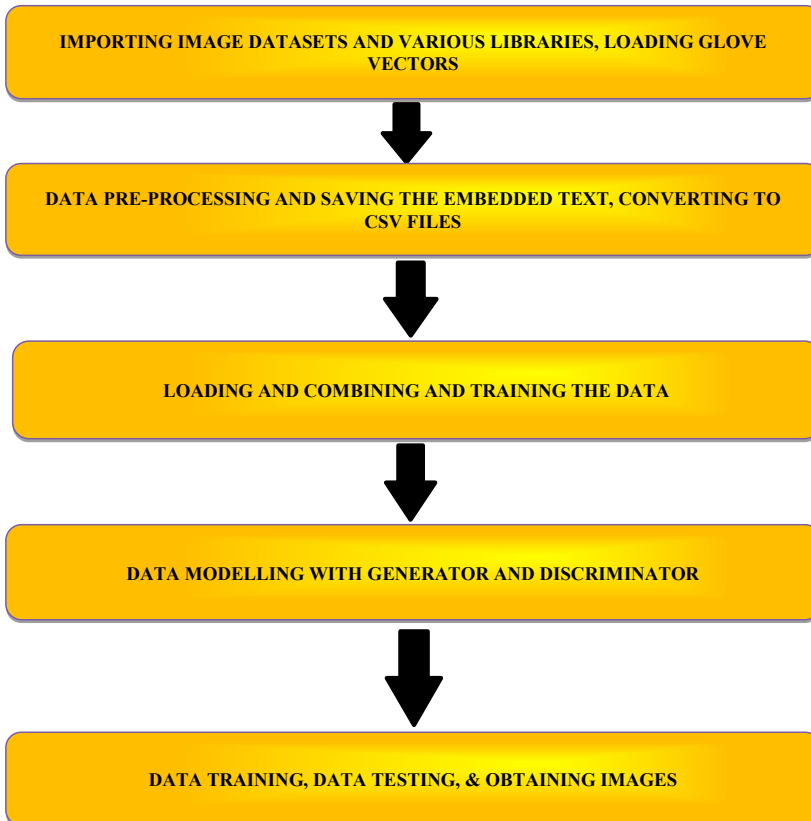 IMPORTING IMAGE DATASETS AND VARIOUS LIBRARIES, LOADING GLOVE
VECTORS
DATA PRE-PROCESSING AND SAVING THE EMBEDDED TEXT, CONVERTING TO
CSV FILES
LOADING AND COMBINING AND TRAINING THE DATA
DATA MODELLING WITH GENERATOR AND DISCRIMINATOR
DATA TRAINING, DATA TESTING, & OBTAINING IMAGES